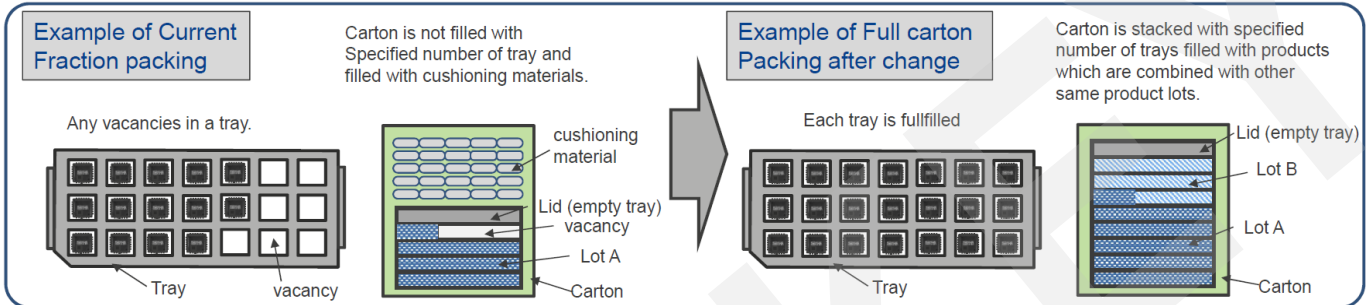 Example of Current
Fraction packing
Carton is not filled with
Specified number of tray and
filled with cushioning materials.
Any vacancies in a tray.
cushioning
material
Lid (empty tray)
vacancy
Lot A
Carton
Tray
vacancy
Example of Full carton
Packing after change
Carton is stacked with specified
number of trays filled with products
which are combined with other
same product lots.
Each tray is fullfilled
Lid (empty tray)
Lot B
Lot A
Carton
Tray